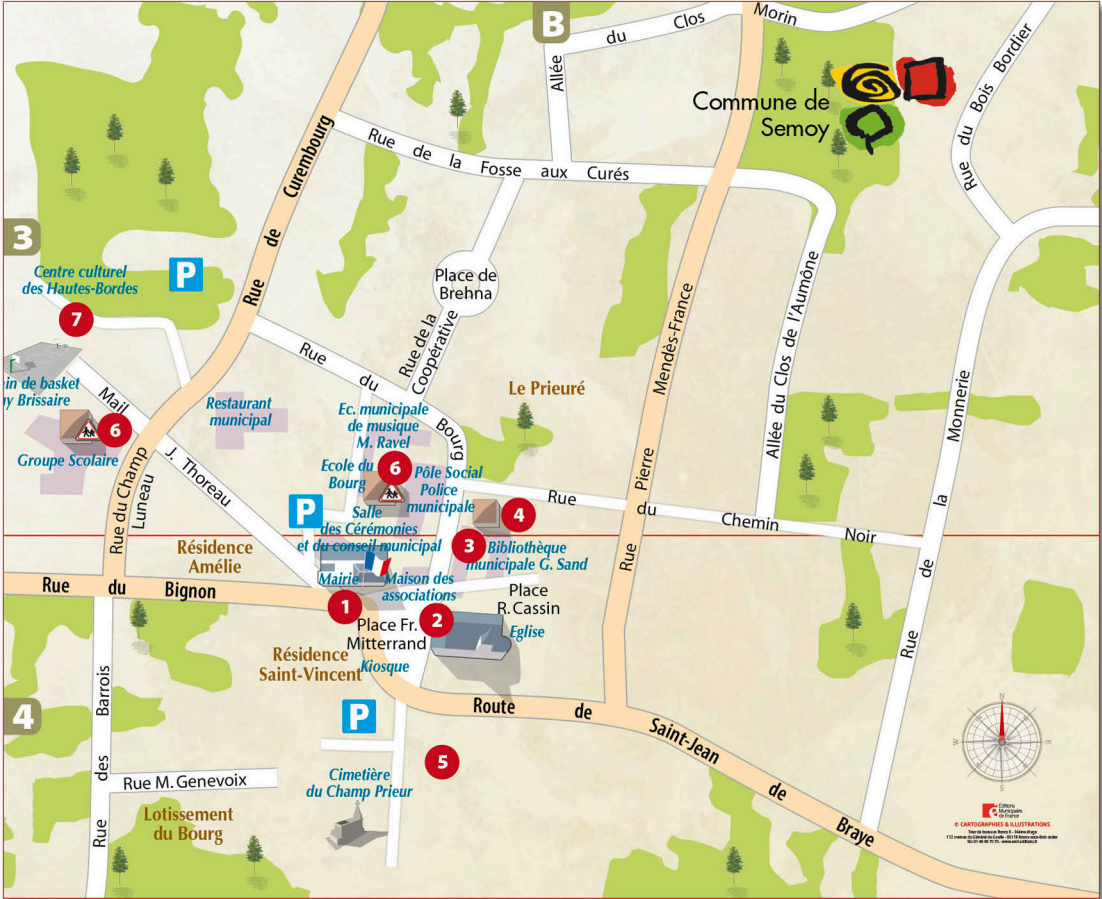 B
du Clos Morin
Allée
Commune de
Semoy
Rue du Bois Bordier
Rue de Curembourg
Rue de la Fosse aux Curés
3
P
Centre culturel
des Hautes-Bordes
7
Place de
Brehna
Rue de la
Coopérative
Rue Pierre Mendès-France
Allée du Clos de l'Aumône
Rue de la Monnerie
in de basket
y Brissaire
Mail J. Thoreau
6
Groupe Scolaire
Rue du Champ
Luneau
Restaurant
municipal
Rue du Bourg
Le Prieuré
Ec. municipale
de musique
M. Ravel
Ecole du
Bourg
6
Pôle Social
Police
municipale
P
Salle
des Cérémonies
et du conseil municipal
4
3
Bibliothèque
municipale G. Sand
Rue du Chemin Noir
Résidence
Amélie
Mairie
Maison des
associations
Rue du Bignon
1
2
Place
R. Cassin
Place Fr.
Mitterrand
Eglise
Résidence
Saint-Vincent
Kiosque
4
P
Route de Saint-Jean de Braye
5
Rue des Barrois
Rue M. Genevoix
Cimetière
du Champ Prieur
Lotissement
du Bourg
N
W
E
S
Editions
Municipales
de France
© CARTOGRAPHIES & ILLUSTRATIONS